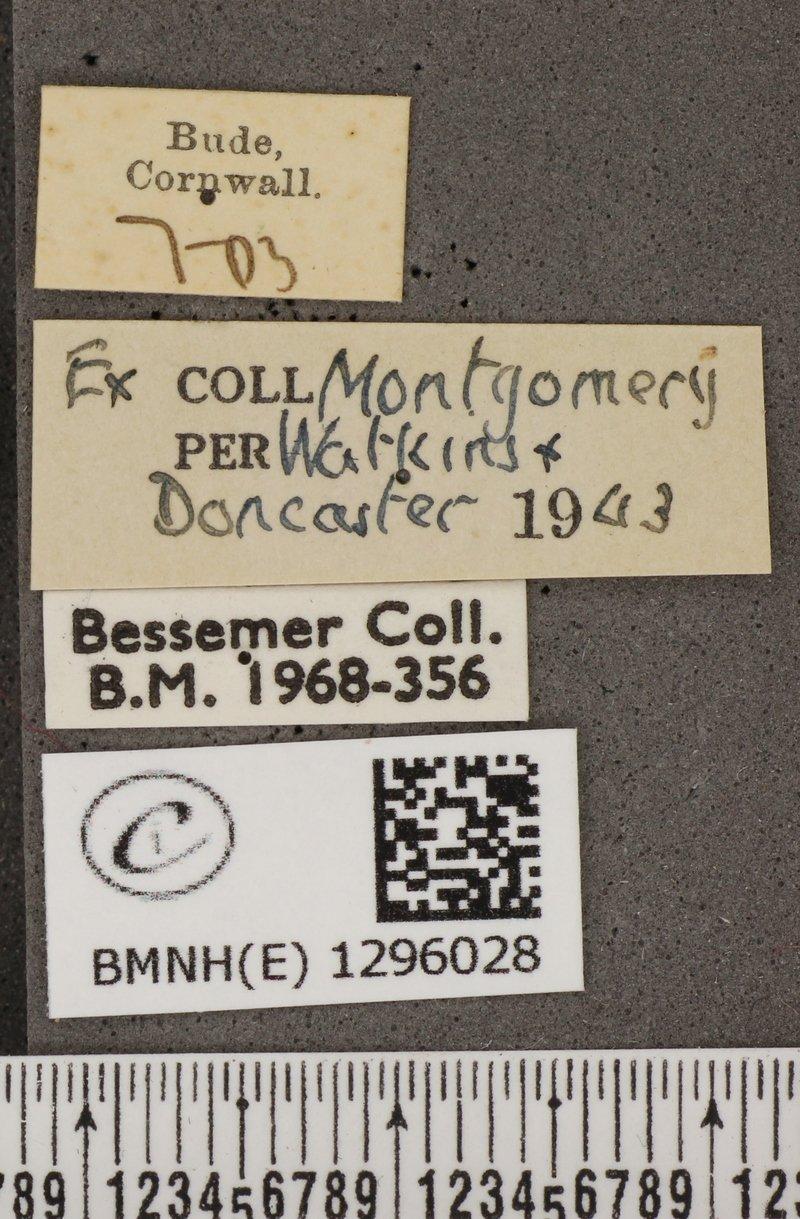 Bude,
Cornwall.
7-03
Ex COLL Montgomery
PER Watkins &
Doncaster 1943
Bessemer Coll.
B.M. 1968-356
C
BMNH(E) 1296028
789 123456789 123456789 123